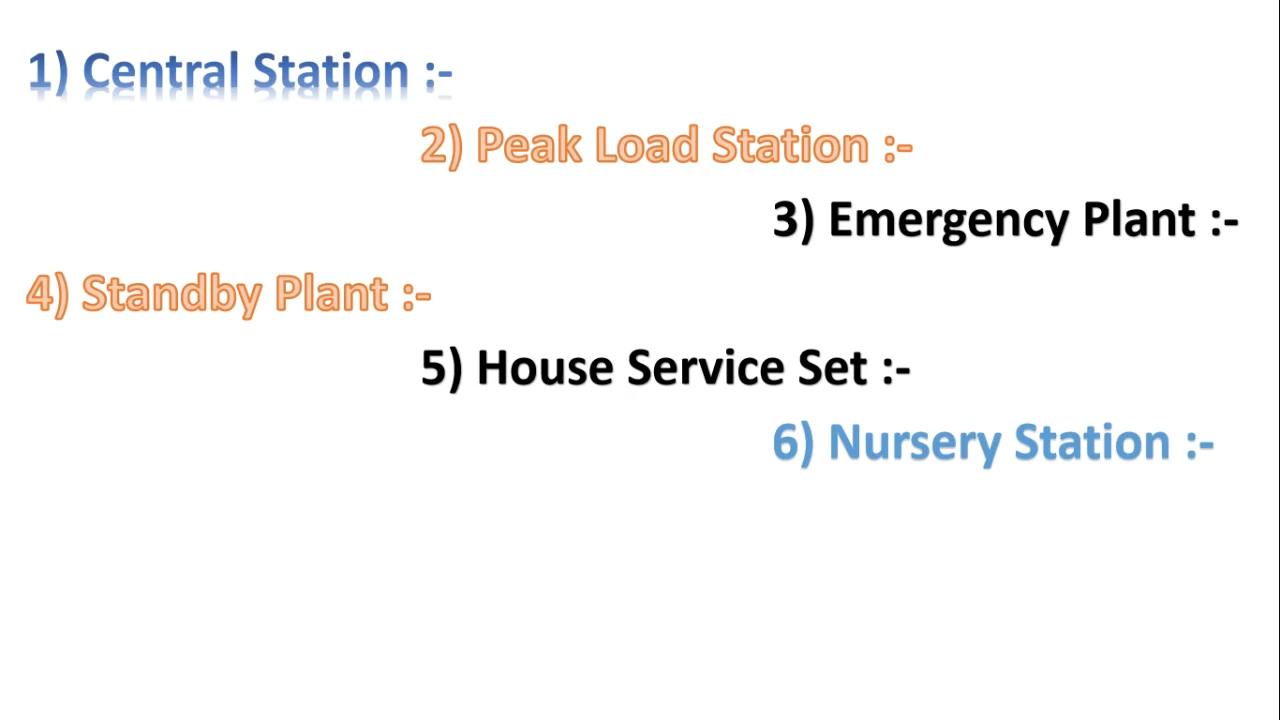 1) Central Station :-
2) Peak Load Station :-
3) Emergency Plant :-
4) Standby Plant :-
5) House Service Set :-
6) Nursery Station :-